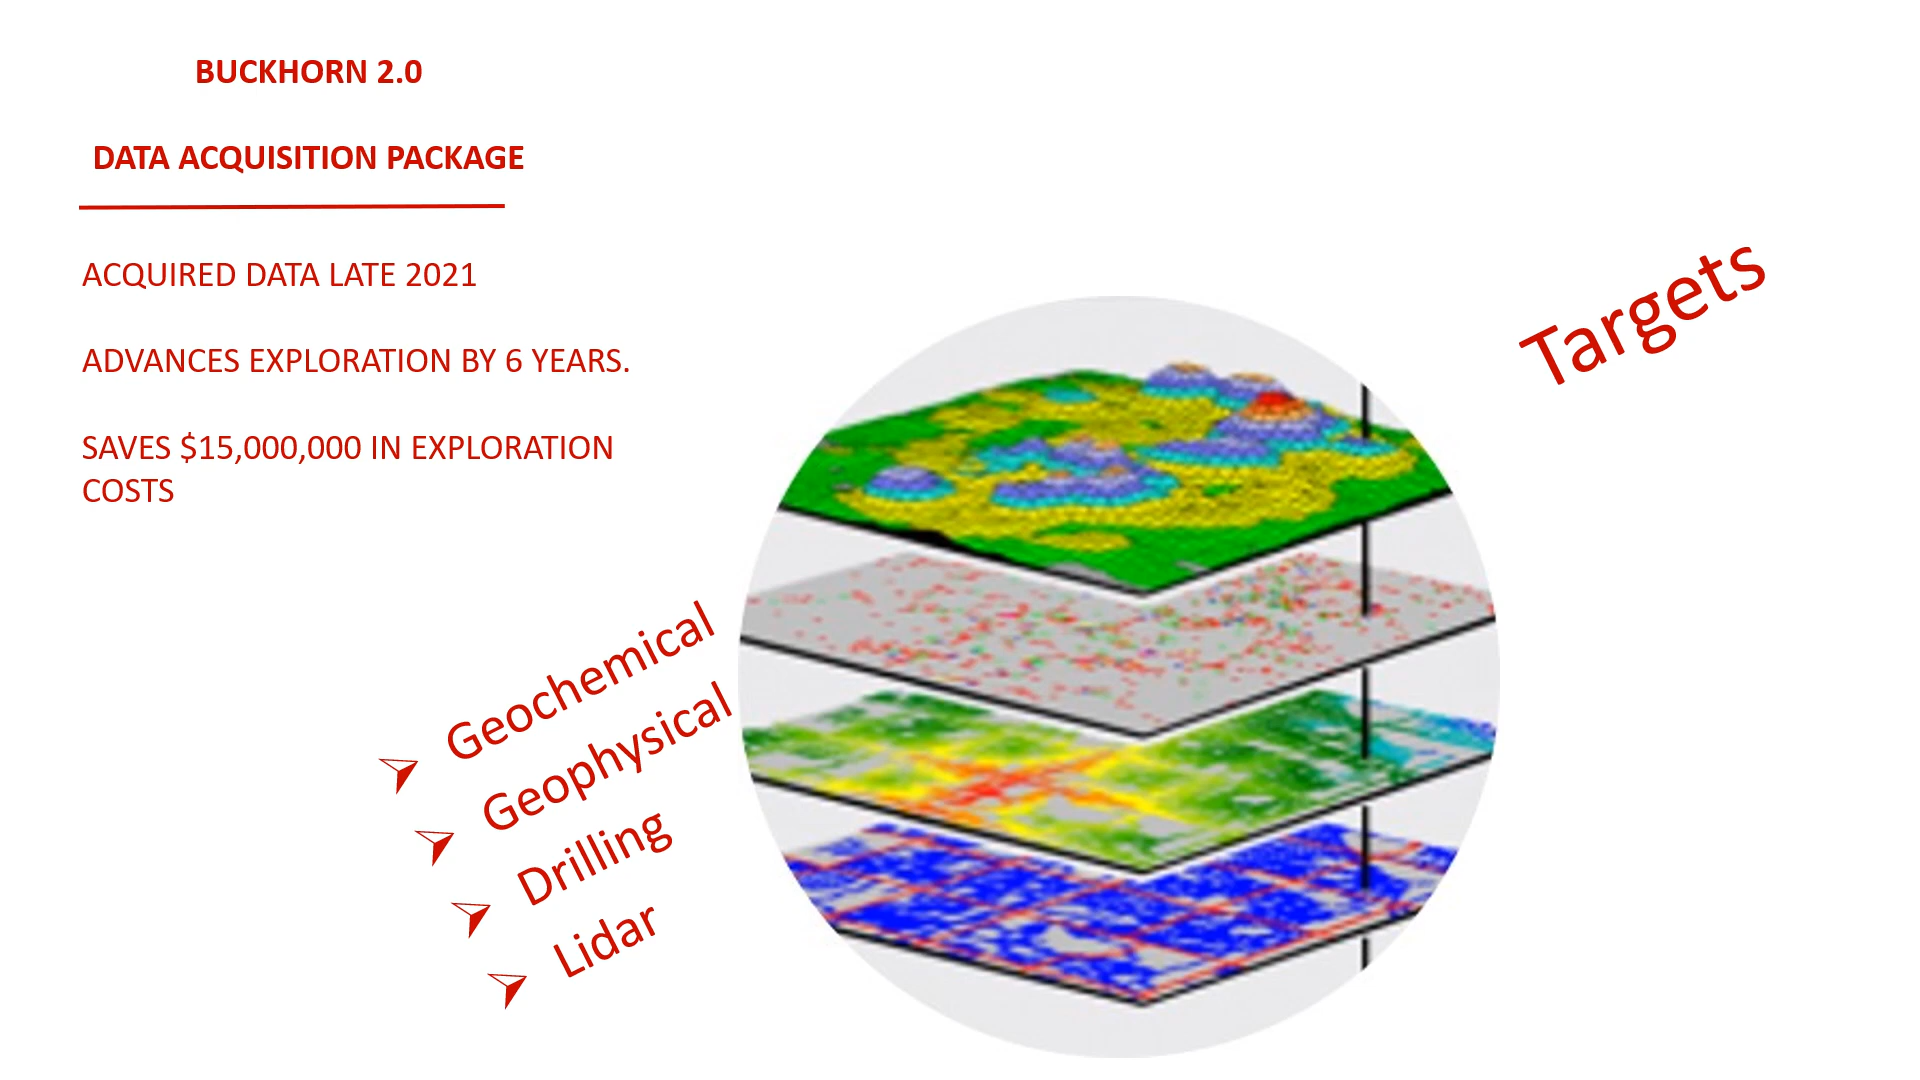 BUCKHORN 2.0
DATA ACQUISITION PACKAGE
ACQUIRED DATA LATE 2021
ADVANCES EXPLORATION BY 6 YEARS.
SAVES $15,000,000 IN EXPLORATION
COSTS
Targets
Geochemical
Geophysical
Drilling
Lidar